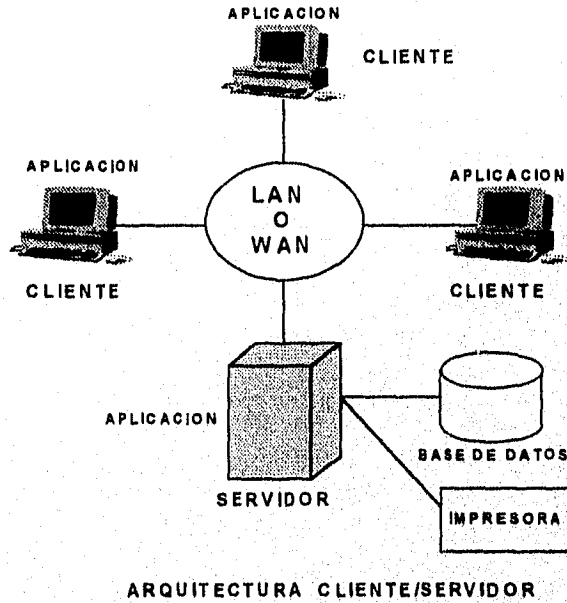 APLICACION
CLIENTE
APLICACION
APLICACION
LAN
O
WAN
CLIENTE
CLIENTE
APLICACION
BASE DE DATOS
SERVIDOR
IMPRESORA
ARQUITECTURA CLIENTE/SERVIDOR